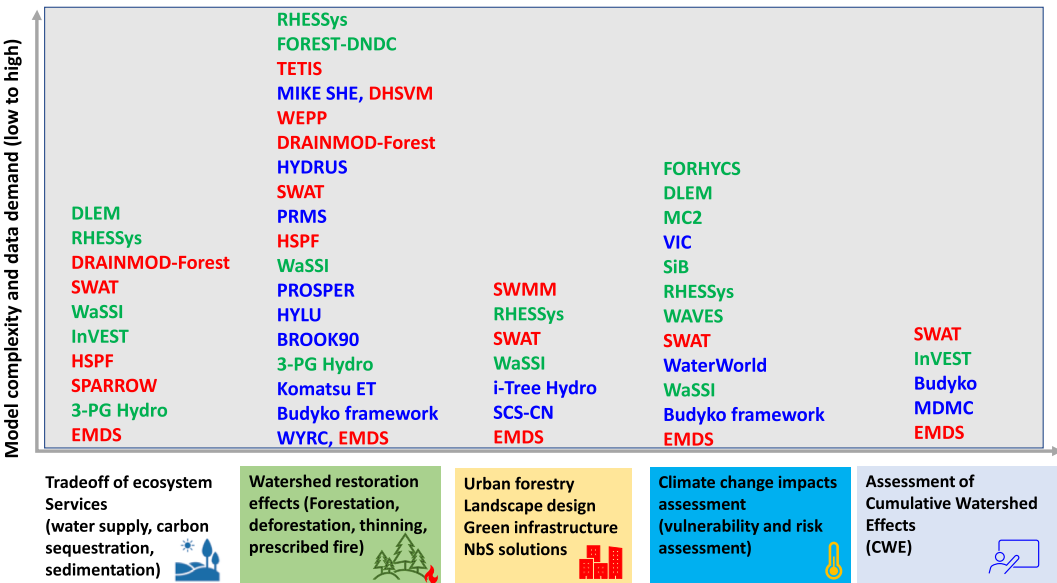 Model complexity and data demand (low to high)
DLEM
RHESSys
DRAINMOD-Forest
SWAT
WaSSI
InVEST
HSPF
SPARROW
3-PG Hydro
EMDS
RHESSys
FOREST-DNDC
TETIS
MIKE SHE, DHSVM
WEPP
DRAINMOD-Forest
HYDRUS
SWAT
PRMS
HSPF
WaSSI
PROSPER
HYLU
BROOK90
3-PG Hydro
Komatsu ET
Budyko framework
WYRC, EMDS
SWMM
RHESSys
SWAT
WaSSI
i-Tree Hydro
SCS-CN
EMDS
FORHYCS
DLEM
MC2
VIC
SiB
RHESSys
WAVES
SWAT
WaterWorld
WaSSI
Budyko framework
EMDS
SWAT
InVEST
Budyko
MDMC
EMDS
Tradeoff of ecosystem
Services
(water supply, carbon
sequestration,
sedimentation)
Watershed restoration
effects (Forestation,
deforestation, thinning,
prescribed fire)
Urban forestry
Landscape design
Green infrastructure
NbS solutions
Climate change impacts
assessment
(vulnerability and risk
assessment)
Assessment of
Cumulative Watershed
Effects
(CWE)